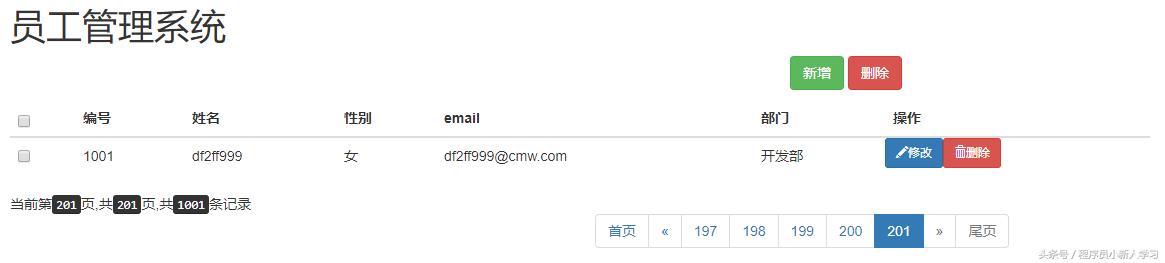 员工管理系统
新增 删除
编号 姓名 性别 email 部门 操作
1001 df2ff999 女 df2ff999@cmw.com 开发部 修改 删除
当前第201页,共201页,共1001条记录
首页 « 197 198 199 200 201 » 尾页
头条号 / 程序员小新人学习